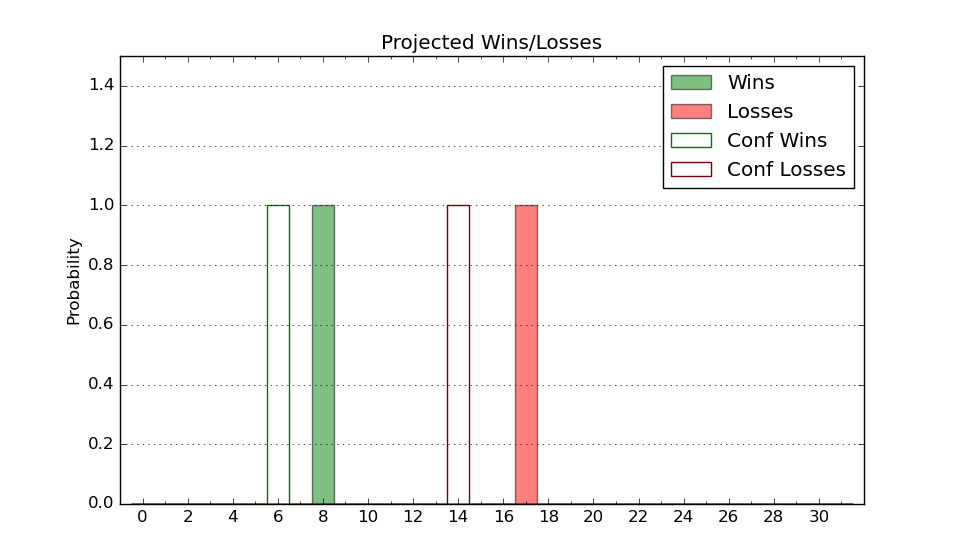 Projected Wins/Losses
1.4
1.2
1.0
0.8
0.6
0.4
0.2
0.0
Probability
Wins
Losses
Conf Wins
Conf Losses
0 2 4 6 8 10 12 14 16 18 20 22 24 26 28 30